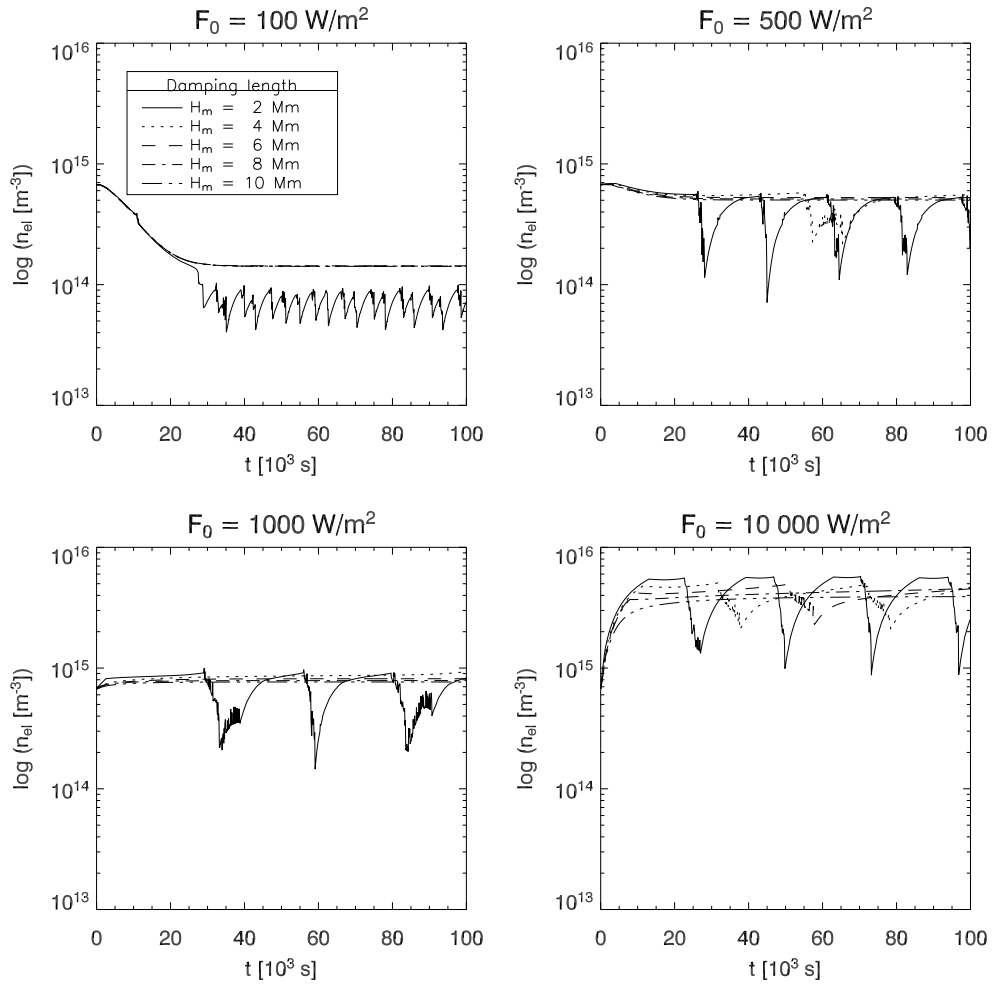 F₀ = 100 W/m²
10¹⁶
10¹⁵
10¹⁴
10¹³
log (nₑₗ [m⁻³])
Damping length
Hₘ = 2 Mm
Hₘ = 4 Mm
Hₘ = 6 Mm
Hₘ = 8 Mm
Hₘ = 10 Mm
0 20 40 60 80 100
t [10³ s]
F₀ = 500 W/m²
10¹⁶
10¹⁵
10¹⁴
10¹³
log (nₑₗ [m⁻³])
0 20 40 60 80 100
t [10³ s]
F₀ = 1000 W/m²
10¹⁶
10¹⁵
10¹⁴
10¹³
log (nₑₗ [m⁻³])
0 20 40 60 80 100
t [10³ s]
F₀ = 10 000 W/m²
10¹⁶
10¹⁵
10¹⁴
10¹³
log (nₑₗ [m⁻³])
0 20 40 60 80 100
t [10³ s]